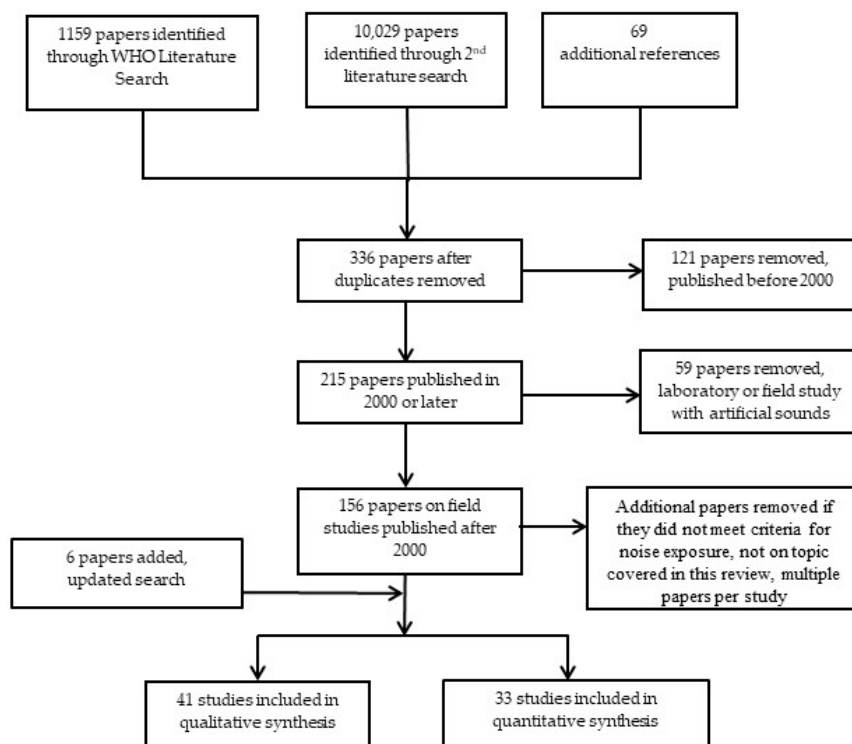 1159 papers identified
through WHO Literature
Search
10,029 papers
identified through 2nd
literature search
69
additional references
336 papers after
duplicates removed
121 papers removed,
published before 2000
215 papers published in
2000 or later
59 papers removed,
laboratory or field study
with artificial sounds
156 papers on field
studies published after
2000
Additional papers removed if
they did not meet criteria for
noise exposure, not on topic
covered in this review, multiple
papers per study
6 papers added,
updated search
41 studies included in
qualitative synthesis
33 studies included in
quantitative synthesis